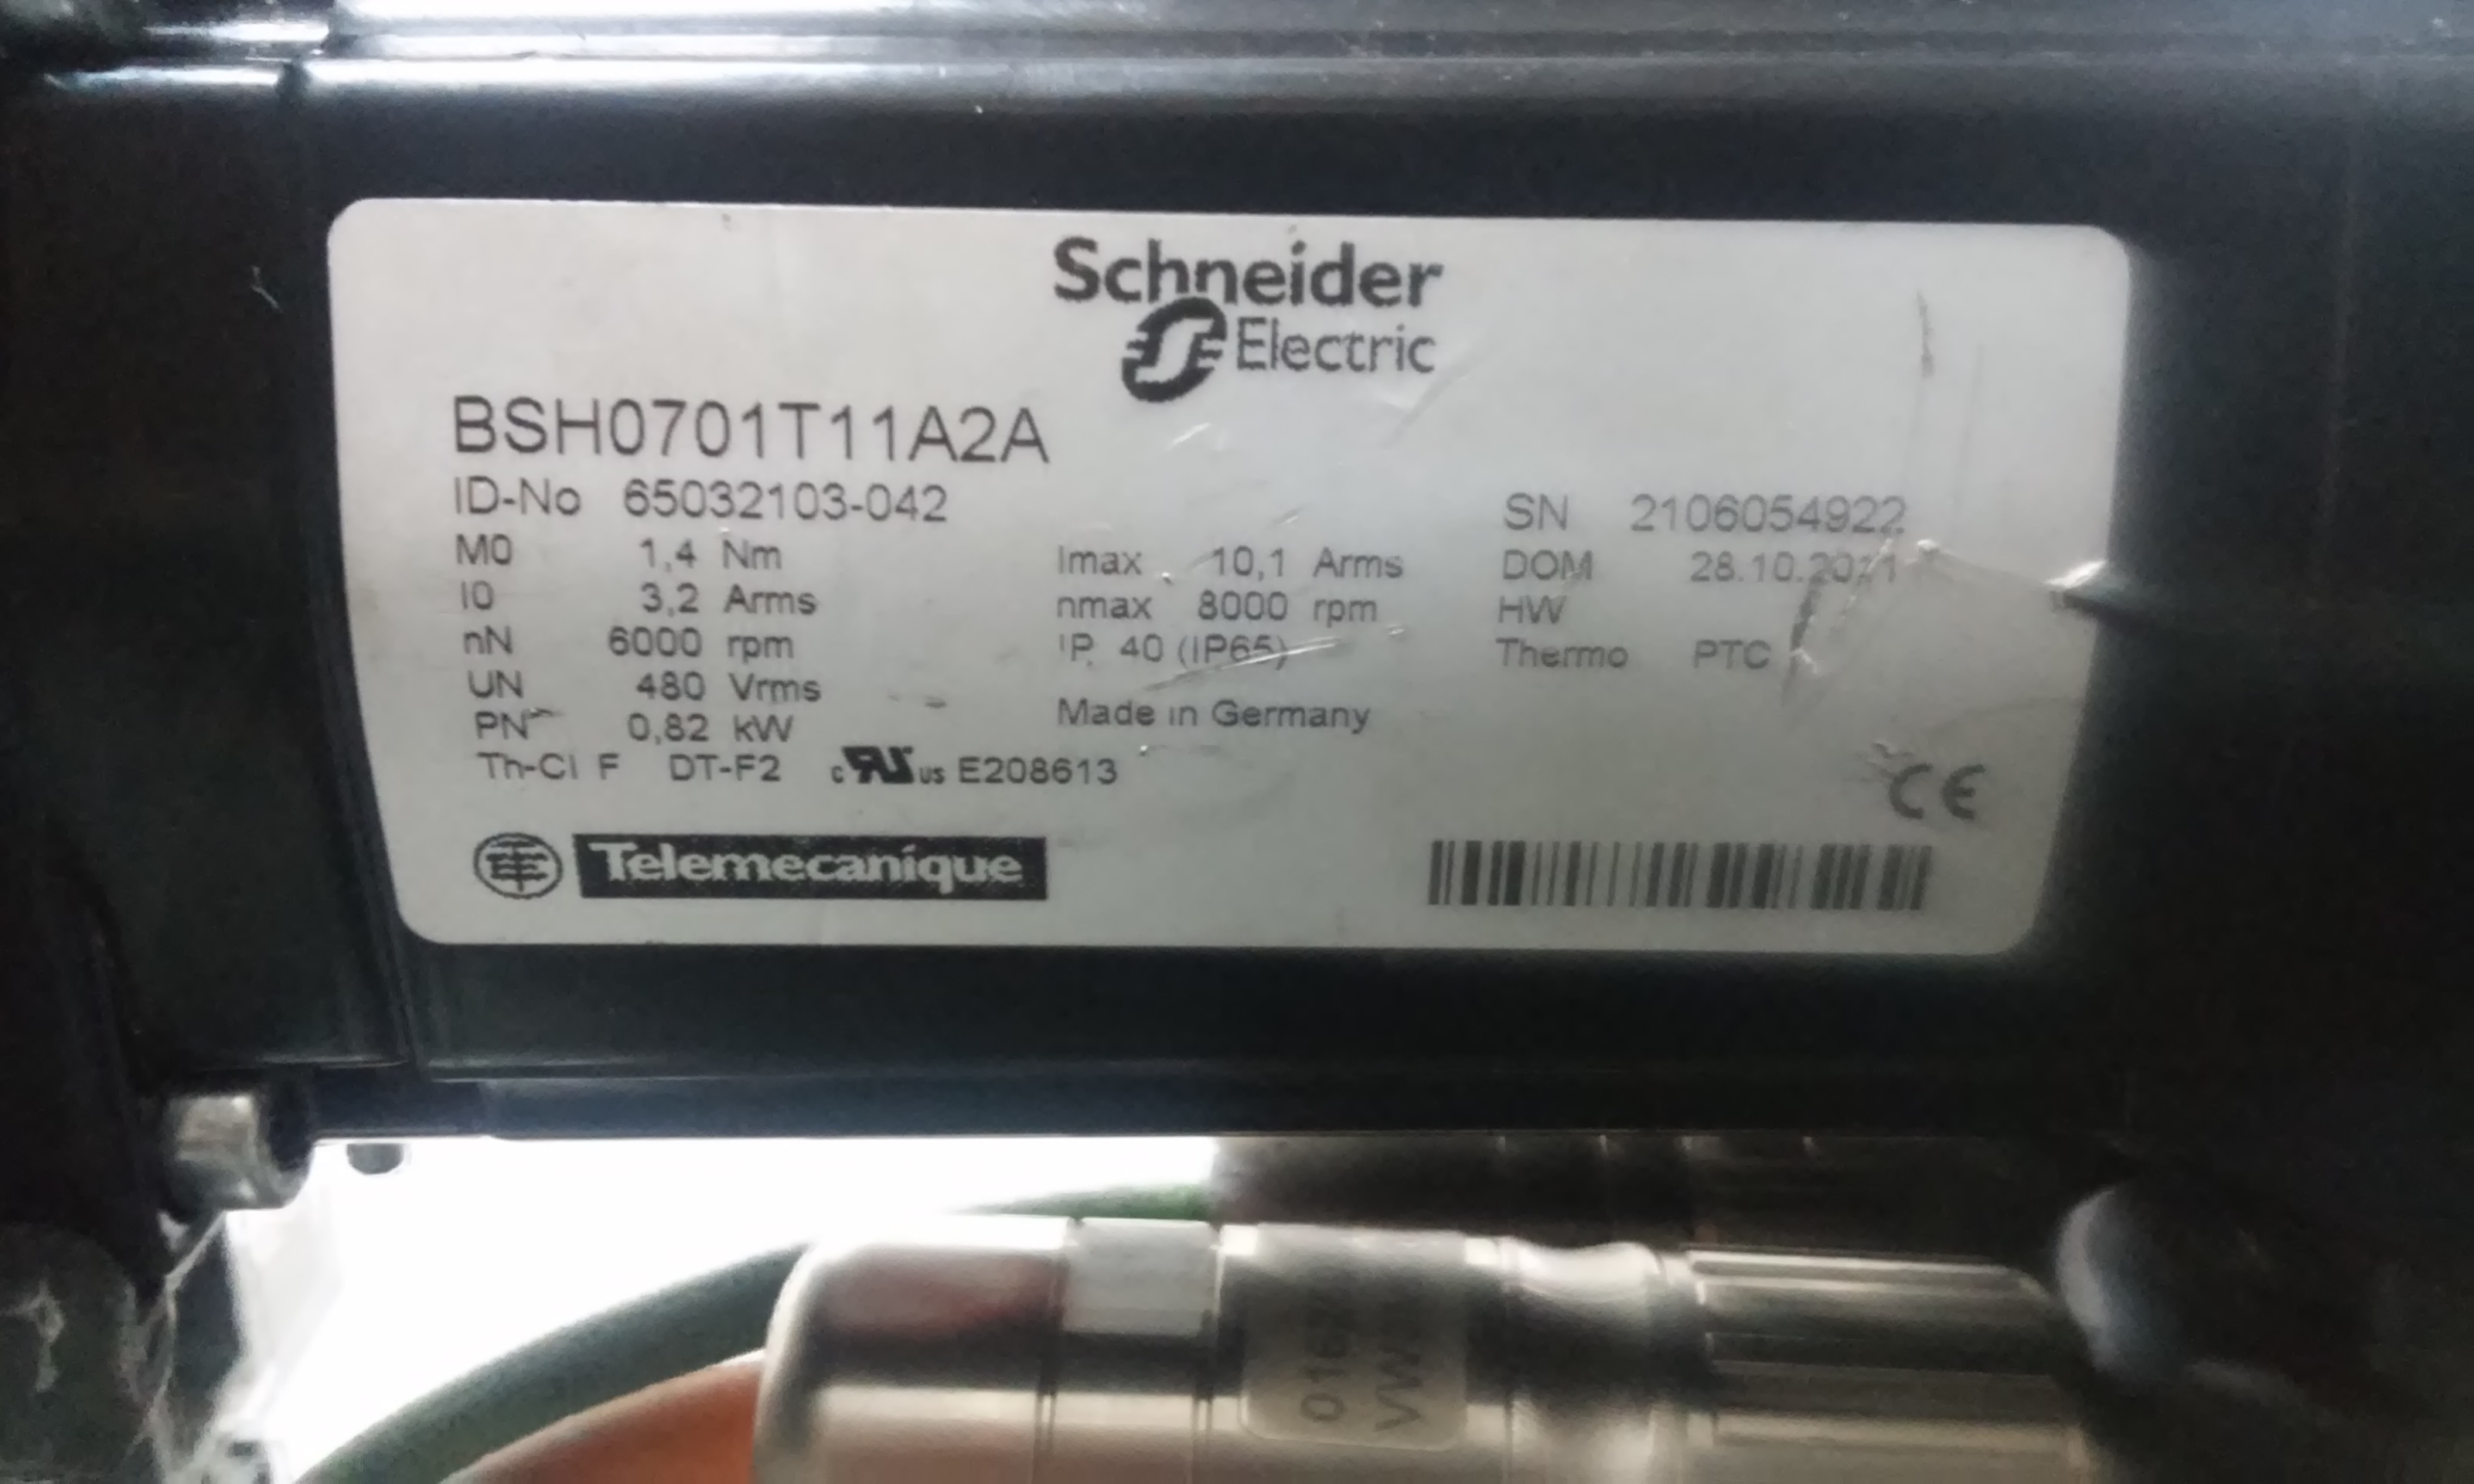 Schneider
Electric
BSH0701T11A2A
ID-No 65032103-042
SN 2106054922
M0 1,4 Nm
Imax 10,1 Arms
DOM 28.10.2011
I0 3,2 Arms
nmax 8000 rpm
HW
nN 6000 rpm
IP 40 (IP65)
Thermo PTC
UN 480 Vrms
PN 0,82 kW
Made in Germany
Th-Cl F DT-F2 c US E208613
CE
Telemecanique